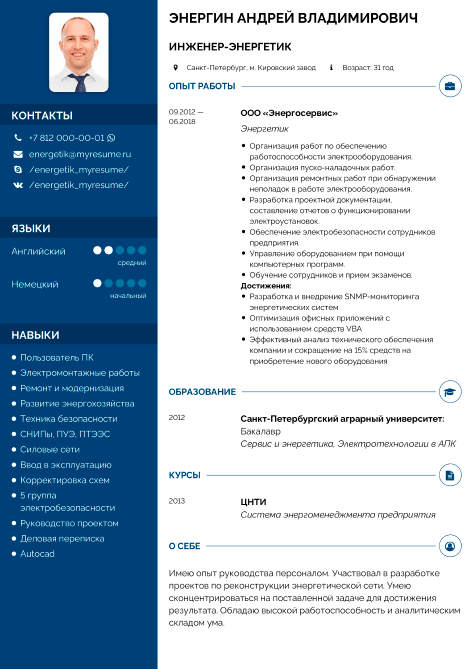 КОНТАКТЫ
+7 812 000-00-01
energetik@myresume.ru
/energetik_myresume/
/energetik_myresume/
ЯЗЫКИ
Английский
средний
Немецкий
начальный
НАВЫКИ
Пользователь ПК
Электромонтажные работы
Ремонт и модернизация
Развитие энергохозяйства
Техника безопасности
СНИПы, ПУЭ, ПТЭЭС
Силовые сети
Ввод в эксплуатацию
Корректировка схем
5 группа
электробезопасности
Руководство проектом
Деловая переписка
Autocad
ЭНЕРГИН АНДРЕЙ ВЛАДИМИРОВИЧ
ИНЖЕНЕР-ЭНЕРГЕТИК
Санкт-Петербург, м. Кировский завод
Возраст: 31 год
ОПЫТ РАБОТЫ
09.2012 —
06.2018
ООО «Энергосервис»
Энергетик
Организация работ по обеспечению
работоспособности электрооборудования.
Организация пуско-наладочных работ.
Организация ремонтных работ при обнаружении
неполадок в работе электрооборудования.
Разработка проектной документации,
составление отчетов о функционировании
электроустановок.
Обеспечение электробезопасности сотрудников
предприятия.
Управление оборудованием при помощи
компьютерных программ.
Обучение сотрудников и прием экзаменов.
Достижения:
Разработка и внедрение SNMP-мониторинга
энергетических систем
Оптимизация офисных приложений с
использованием средств VBA
Эффективный анализ технического обеспечения
компании и сокращение на 15% средств на
приобретение нового оборудования
ОБРАЗОВАНИЕ
2012
Санкт-Петербургский аграрный университет:
Бакалавр
Сервис и энергетика, Электротехнологии в АПК
КУРСЫ
2013
ЦНТИ
Система энергоменеджмента предприятия
О СЕБЕ
Имею опыт руководства персоналом. Участвовал в разработке
проектов по реконструкции энергетической сети. Умею
сконцентрироваться на поставленной задаче для достижения
результата. Обладаю высокой работоспособность и аналитическим
складом ума.